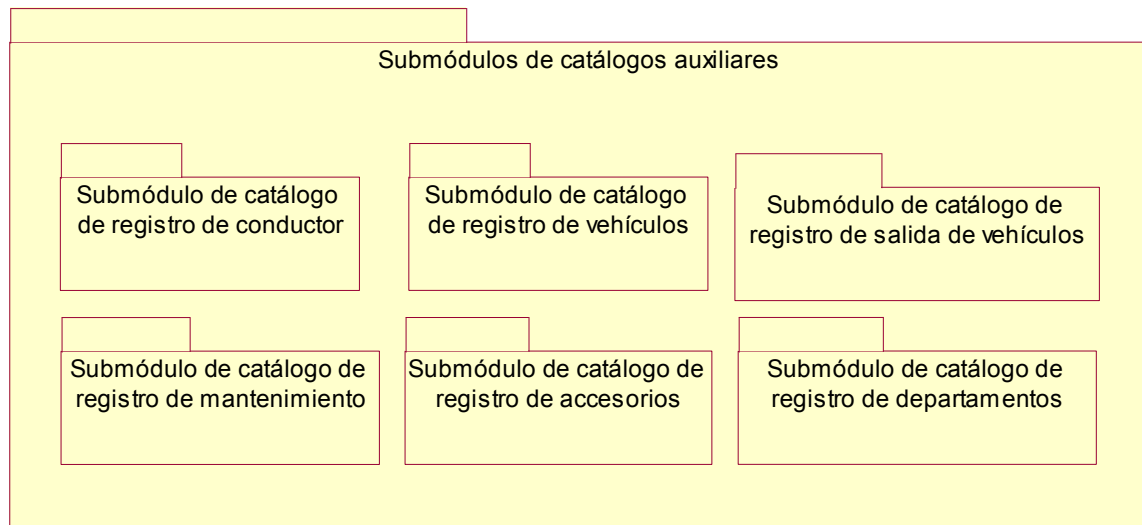 Submódulos de catálogos auxiliares
Submódulo de catálogo
de registro de conductor
Submódulo de catálogo
de registro de vehículos
Submódulo de catálogo de
registro de salida de vehículos
Submódulo de catálogo de
registro de mantenimiento
Submódulo de catálogo de
registro de accesorios
Submódulo de catálogo de
registro de departamentos